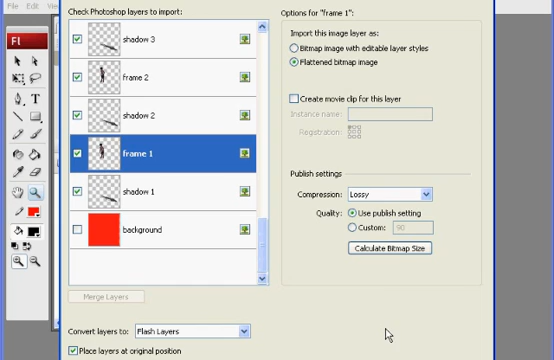 File Edit
Check Photoshop layers to import:
Options for "frame 1"
Fl
shadow 3
frame 2
shadow 2
frame 1
shadow 1
background
Import this image layer as:
Bitmap image with editable layer styles
Flattened bitmap image
Create movie clip for this layer
Instance name:
Registration:
Publish settings
Compression: Lossy
Quality: Use publish setting
Custom: 90
Calculate Bitmap Size
Merge Layers
Convert layers to: Flash Layers
Place layers at original position